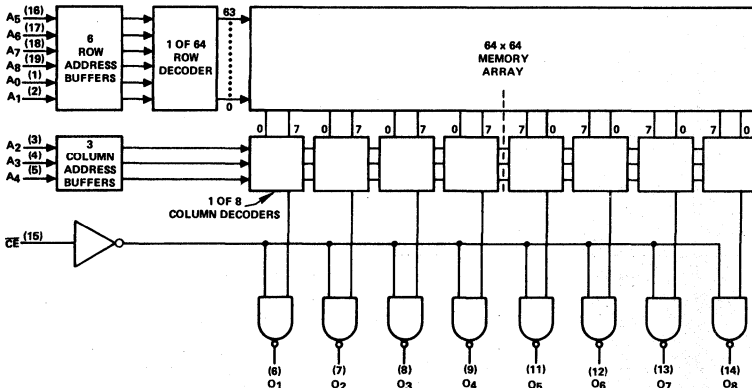 A5 (16)
A6 (17)
A7 (18)
A8 (19)
A0 (1)
A1 (2)
6
ROW
ADDRESS
BUFFERS
1 OF 64
ROW
DECODER
63
0
64 x 64
MEMORY
ARRAY
A2 (3)
A3 (4)
A4 (5)
3
COLUMN
ADDRESS
BUFFERS
0 7 0 7 0 7 0 7 7 0 7 0 7 0 7 0
1 OF 8
COLUMN DECODERS
CE (15)
(6) (7) (8) (9) (11) (12) (13) (14)
O1 O2 O3 O4 O5 O6 O7 O8